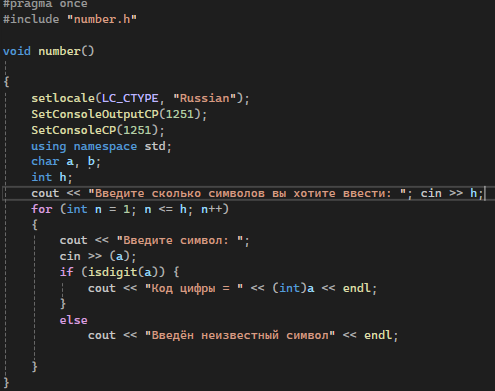 #pragma once
#include "number.h"
void number()
{
setlocale(LC_CTYPE, "Russian");
SetConsoleOutputCP(1251);
SetConsoleCP(1251);
using namespace std;
char a, b;
int h;
cout << "Введите сколько символов вы хотите ввести: "; cin >> h;
for (int n = 1; n <= h; n++)
{
cout << "Введите символ: ";
cin >> (a);
if (isdigit(a)) {
cout << "Код цифры = " << (int)a << endl;
}
else
cout << "Введён неизвестный символ" << endl;
}
}